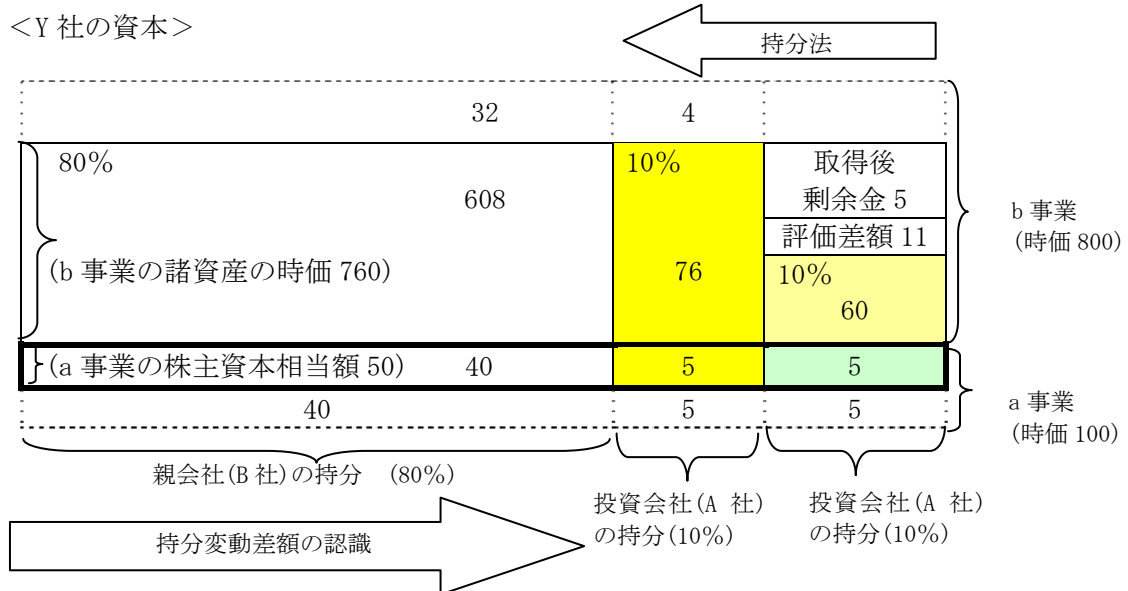 <Y 社の資本>
持分法
32
4
80%
608
10%
76
取得後
剰余金 5
評価差額 11
10%
60
(b 事業の諸資産の時価 760)
b 事業
(時価 800)
(a 事業の株主資本相当額 50)
40
5
5
40
5
5
a 事業
(時価 100)
親会社(B 社)の持分 (80%)
投資会社(A 社)
の持分(10%)
投資会社(A 社)
の持分(10%)
持分変動差額の認識